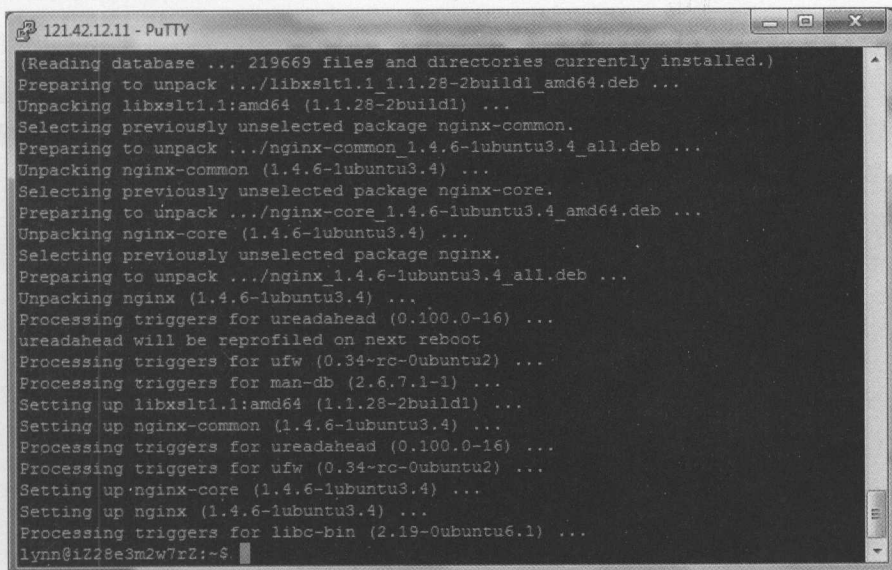 121.42.12.11 - PuTTY
(Reading database ... 219669 files and directories currently installed.)
Preparing to unpack .../libxslt1.1_1.1.28-2build1_amd64.deb ...
Unpacking libxslt1.1:amd64 (1.1.28-2build1) ...
Selecting previously unselected package nginx-common.
Preparing to unpack .../nginx-common_1.4.6-1ubuntu3.4_all.deb ...
Unpacking nginx-common (1.4.6-1ubuntu3.4) ...
Selecting previously unselected package nginx-core.
Preparing to unpack .../nginx-core_1.4.6-1ubuntu3.4_amd64.deb ...
Unpacking nginx-core (1.4.6-1ubuntu3.4) ...
Selecting previously unselected package nginx.
Preparing to unpack .../nginx_1.4.6-1ubuntu3.4_all.deb ...
Unpacking nginx (1.4.6-1ubuntu3.4) ...
Processing triggers for ureadahead (0.100.0-16) ...
ureadahead will be reprofiled on next reboot
Processing triggers for ufw (0.34~rc-0ubuntu2) ...
Processing triggers for man-db (2.6.7.1-1) ...
Setting up libxslt1.1:amd64 (1.1.28-2build1) ...
Setting up nginx-common (1.4.6-1ubuntu3.4) ...
Processing triggers for ureadahead (0.100.0-16) ...
Processing triggers for ufw (0.34~rc-0ubuntu2) ...
Setting up nginx-core (1.4.6-1ubuntu3.4) ...
Setting up nginx (1.4.6-1ubuntu3.4) ...
Processing triggers for libc-bin (2.19-0ubuntu6.1) ...
lynn@iZ28e3m2w7rZ:~$